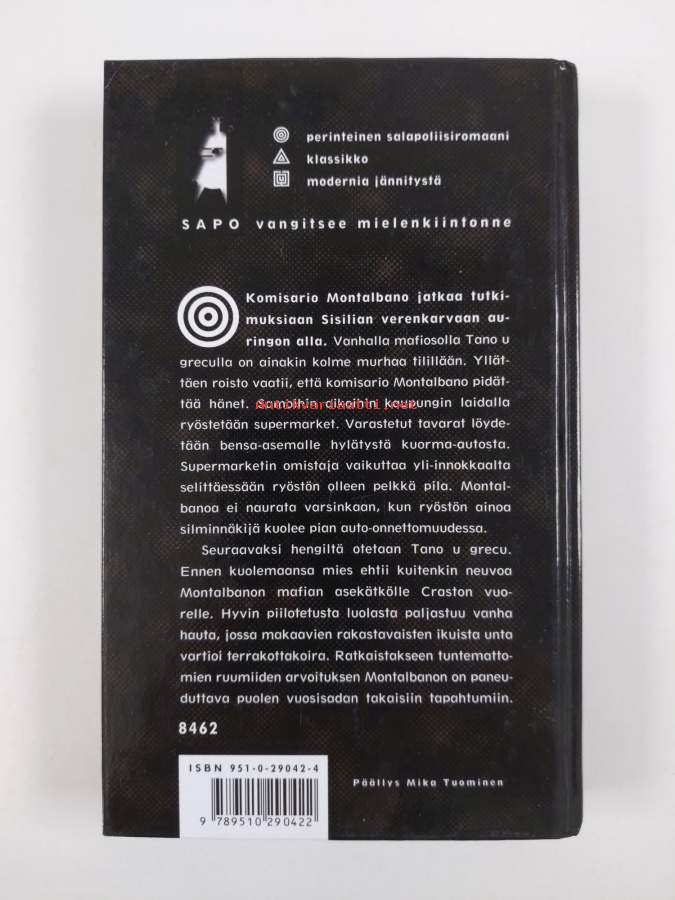 perinteinen salapoliisiromaani
klassikko
modernia jännitystä
SAPO vangitsee mielenkiintonne
Komisario Montalbano jatkaa tutki-
muksiaan Sisilian verenkarvaan au-
ringon alla. Vanhalla mafiosolla Tano u
greculla on ainakin kolme murhaa tilillään. Yllät-
täen roisto vaatii, että komisario Montalbano pidät-
tää hänet. Samoihin aikoihin kaupungin laidalla
antikvariaatti.net
ryöstetään supermarket. Varastetut tavarat löyde-
tään bensa-asemalle hylätystä kuorma-autosta.
Supermarketin omistaja vaikuttaa yli-innokkaalta
selittäessään ryöstön olleen pelkkä pila. Montal-
banoa ei naurata varsinkaan, kun ryöstön ainoa
silminnäkijä kuolee pian auto-onnettomuudessa.
Seuraavaksi hengiltä otetaan Tano u grecu.
Ennen kuolemaansa mies ehtii kuitenkin neuvoa
Montalbanon mafian asekätkölle Craston vuo-
relle. Hyvin piilotetusta luolasta paljastuu vanha
hauta, jossa makaavien rakastavaisten ikuista unta
vartioi terrakottakoira. Ratkaistakseen tuntematto-
mien ruumiiden arvoituksen Montalbanon on paneu-
duttava puolen vuosisadan takaisiin tapahtumiin.
8462
ISBN 951-0-29042-4
9 789510 290422
Päällys Mika Tuominen